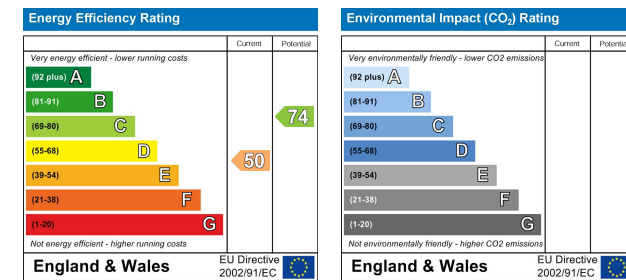 Energy Efficiency Rating
Current Potential
Very energy efficient - lower running costs
(92 plus) A
(81-91) B
(69-80) C
(55-68) D
(39-54) E
(21-38) F
(1-20) G
74
50
Not energy efficient - higher running costs
England & Wales
EU Directive
2002/91/EC
Environmental Impact (CO₂) Rating
Current Potential
Very environmentally friendly - lower CO2 emissions
(92 plus) A
(81-91) B
(69-80) C
(55-68) D
(39-54) E
(21-38) F
(1-20) G
Not environmentally friendly - higher CO2 emissions
England & Wales
EU Directive
2002/91/EC